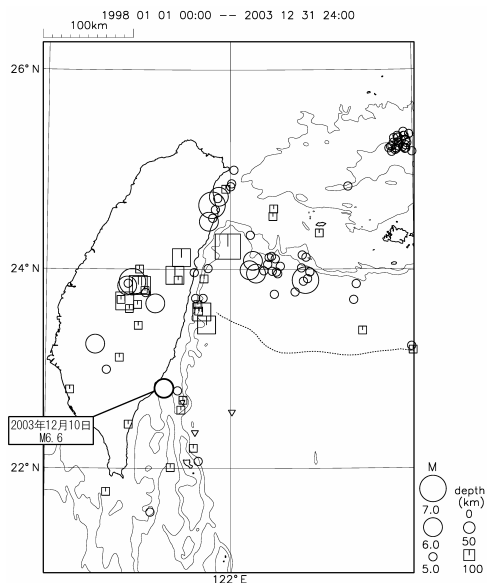 1998 01 01 00:00 -- 2003 12 31 24:00
100km
26°N
24°N
2003年12月10日
M6.6
22°N
122°E
M
7.0
6.0
5.0
depth
(km)
0
50
100